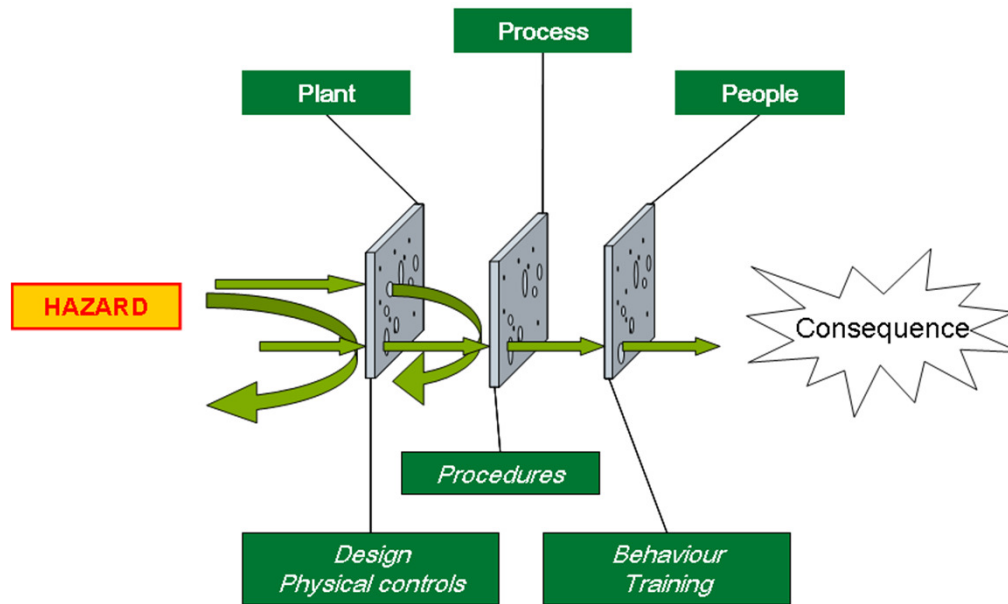 Process
Plant
People
HAZARD
Consequence
Procedures
Design
Physical controls
Behaviour
Training